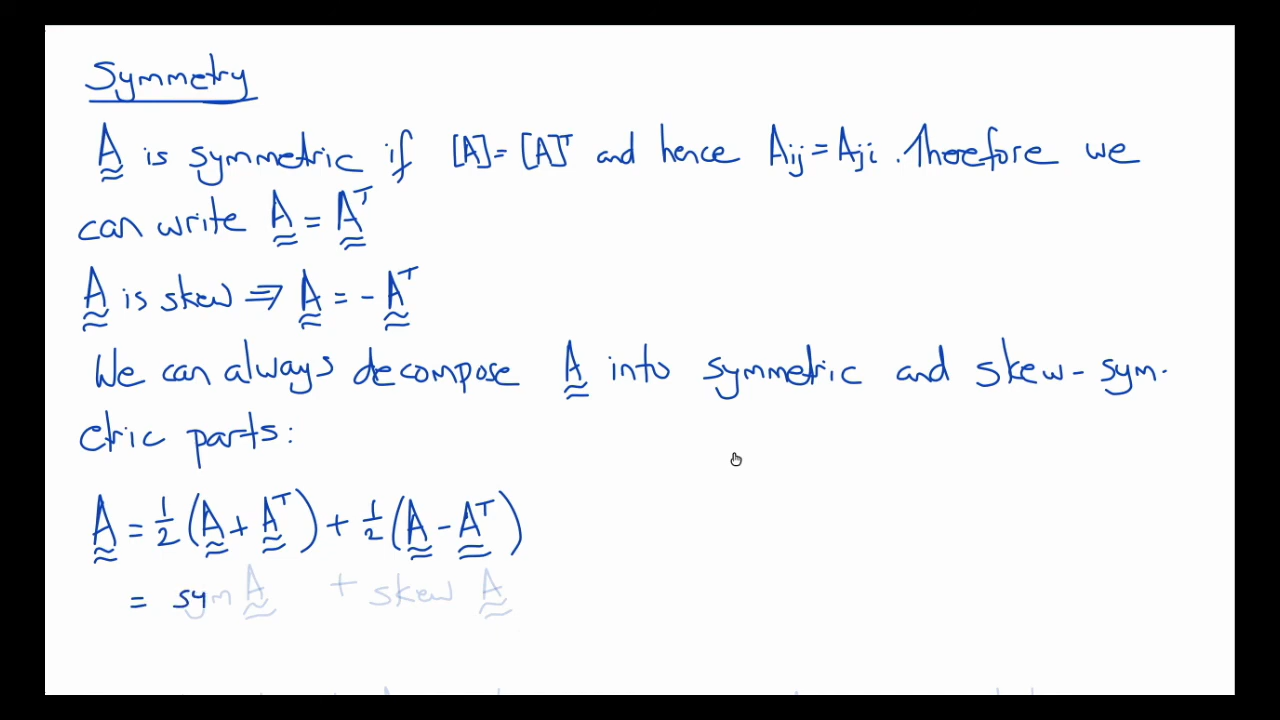 Symmetry
A is symmetric if [A]=[A]ᵀ and hence Aij=Aji. Therefore we
can write A = Aᵀ
A is skew ⇒ A = -Aᵀ
We can always decompose A into symmetric and skew-sym-
etric parts:
A = 1/2 (A + Aᵀ) + 1/2 (A - Aᵀ)
= sym A + skew A